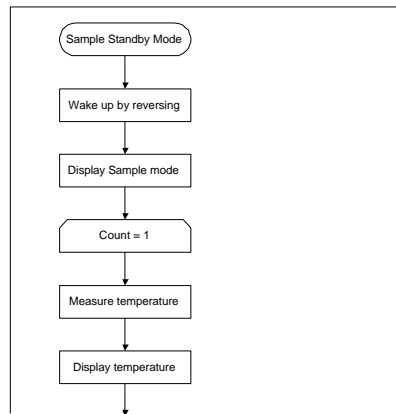 Sample Standby Mode
Wake up by reversing
Display Sample mode
Count = 1
Measure temperature
Display temperature